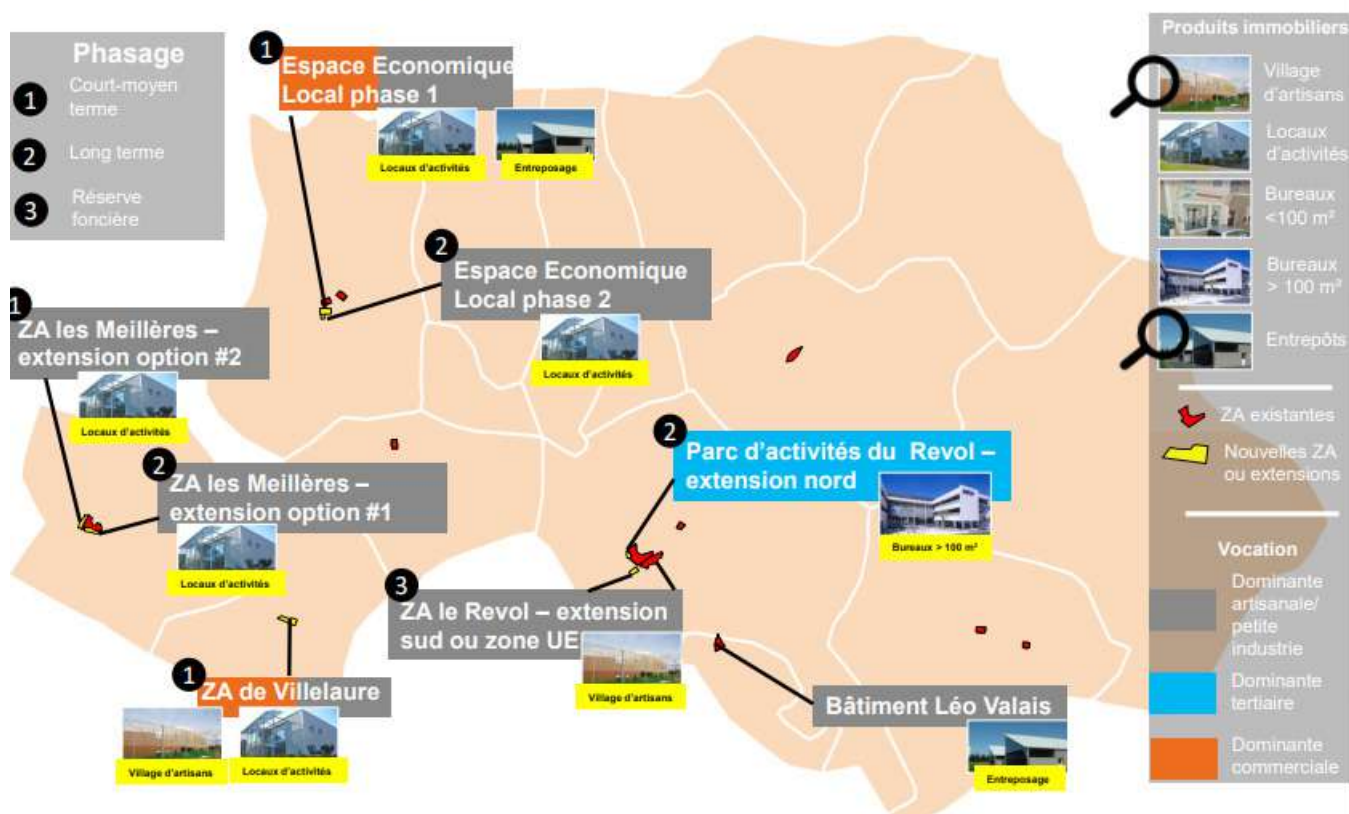 Phasage
1
Court-moyen
terme
2
Long terme
3
Réserve
foncière
1
Espace Economique
Local phase 1
Locaux d'activités
Entreposage
2
Espace Economique
Local phase 2
Locaux d'activités
1
ZA les Meillères –
extension option #2
Locaux d'activités
2
ZA les Meillères –
extension option #1
Locaux d'activités
2
Parc d'activités du Revol –
extension nord
Bureaux > 100 m²
3
ZA le Revol – extension
sud ou zone UE
Village d'artisans
1
ZA de Villelaure
Village d'artisans
Locaux d'activités
Bâtiment Léo Valais
Entreposage
Produits immobiliers
Village
d'artisans
Locaux
d'activités
Bureaux
<100 m²
Bureaux
> 100 m²
Entrepôts
ZA existantes
Nouvelles ZA
ou extensions
Vocation
Dominante
artisanale/
petite
industrie
Dominante
tertiaire
Dominante
commerciale